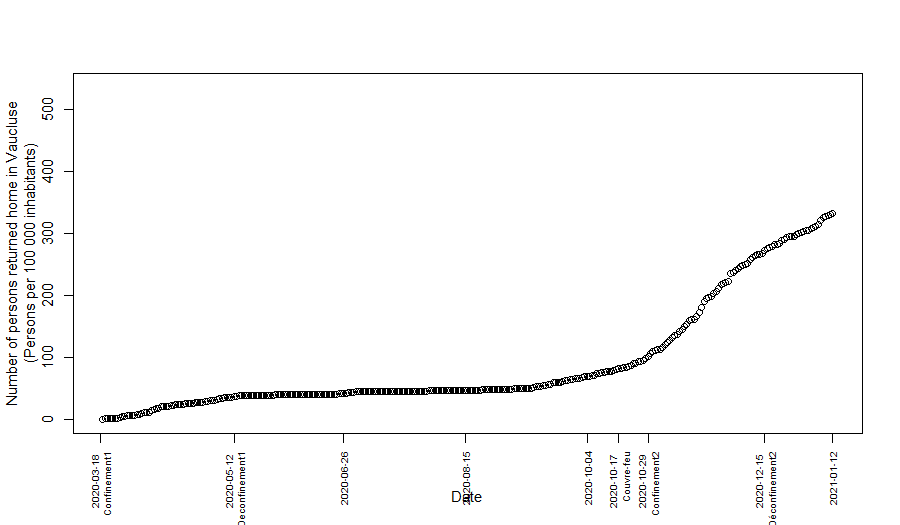 Number of persons returned home in Vaucluse
(Persons per 100 000 inhabitants)
500
400
300
200
100
0
2020-03-18
Confinement1
2020-05-12
Deconfinement1
2020-06-26
2020-08-15
2020-10-04
2020-10-17
Couvre-feu
2020-10-29
Confinement2
2020-12-15
Déconfinement2
2021-01-12
Date